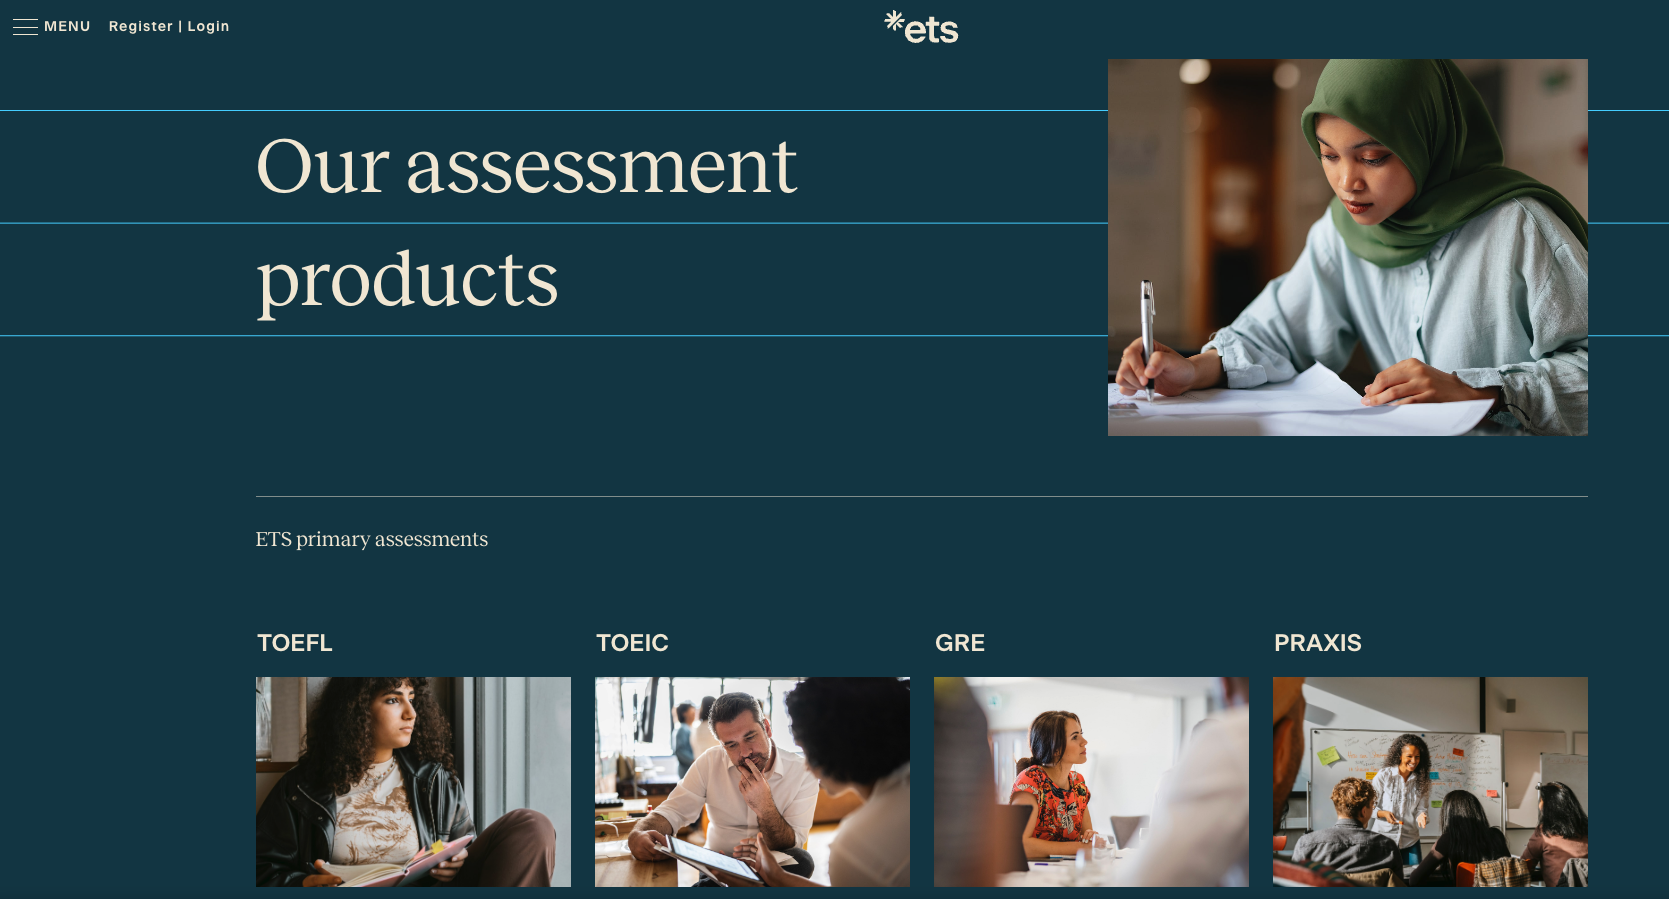 MENU Register | Login
ets
Our assessment
products
ETS primary assessments
TOEFL
TOEIC
GRE
PRAXIS